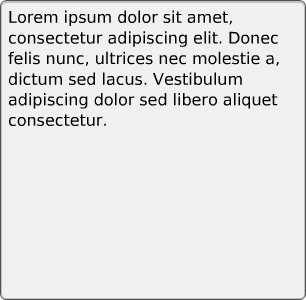 Lorem ipsum dolor sit amet,
consectetur adipiscing elit. Donec
felis nunc, ultrices nec molestie a,
dictum sed lacus. Vestibulum
adipiscing dolor sed libero aliquet
consectetur.